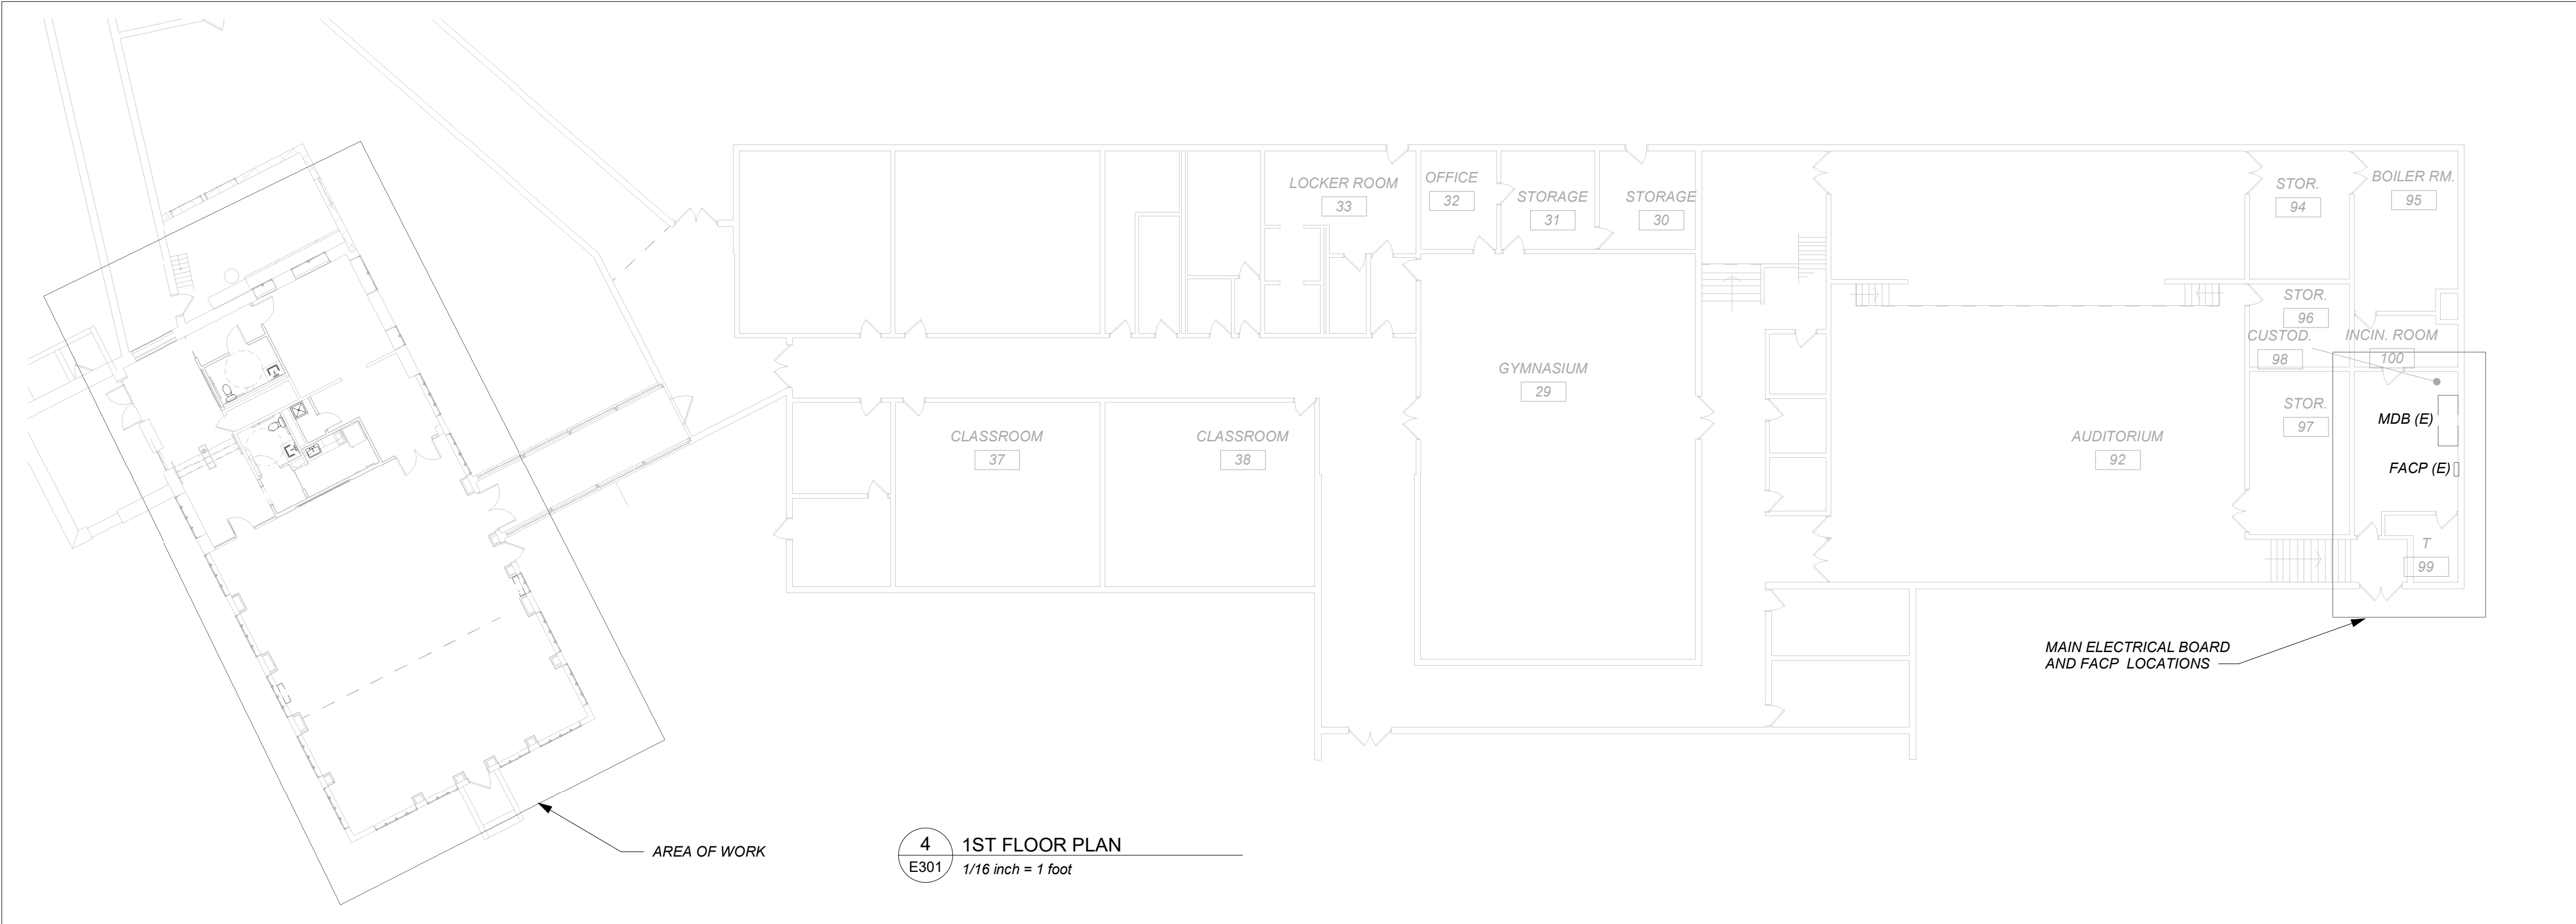 LOCKER ROOM
33
OFFICE
32
STORAGE
31
STORAGE
30
STOR.
94
BOILER RM.
95
STOR.
96
CUSTOD.
98
INCIN. ROOM
100
GYMNASIUM
29
STOR.
97
MDB (E)
FACP (E)
CLASSROOM
37
CLASSROOM
38
AUDITORIUM
92
T
99
MAIN ELECTRICAL BOARD
AND FACP LOCATIONS
AREA OF WORK
4
E301
1ST FLOOR PLAN
1/16 inch = 1 foot